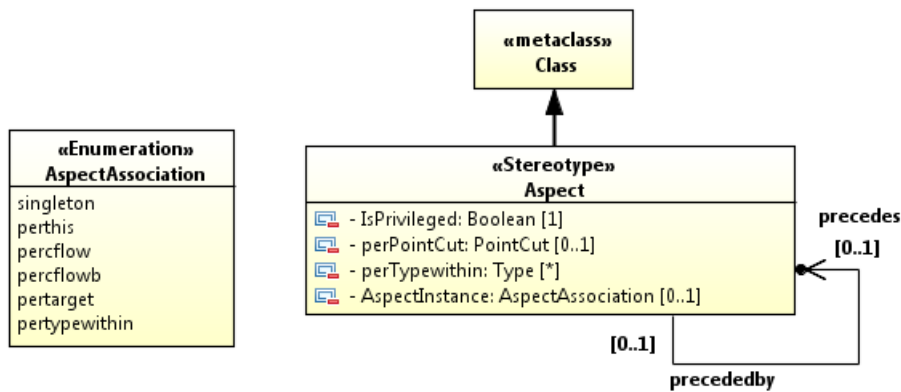 «metaclass»
Class
«Enumeration»
AspectAssociation
singleton
perthis
percflow
percflowb
pertarget
pertypewithin
«Stereotype»
Aspect
- IsPrivileged: Boolean [1]
- perPointCut: PointCut [0..1]
- perTypewithin: Type [*]
- AspectInstance: AspectAssociation [0..1]
precedes
[0..1]
[0..1]
precededby